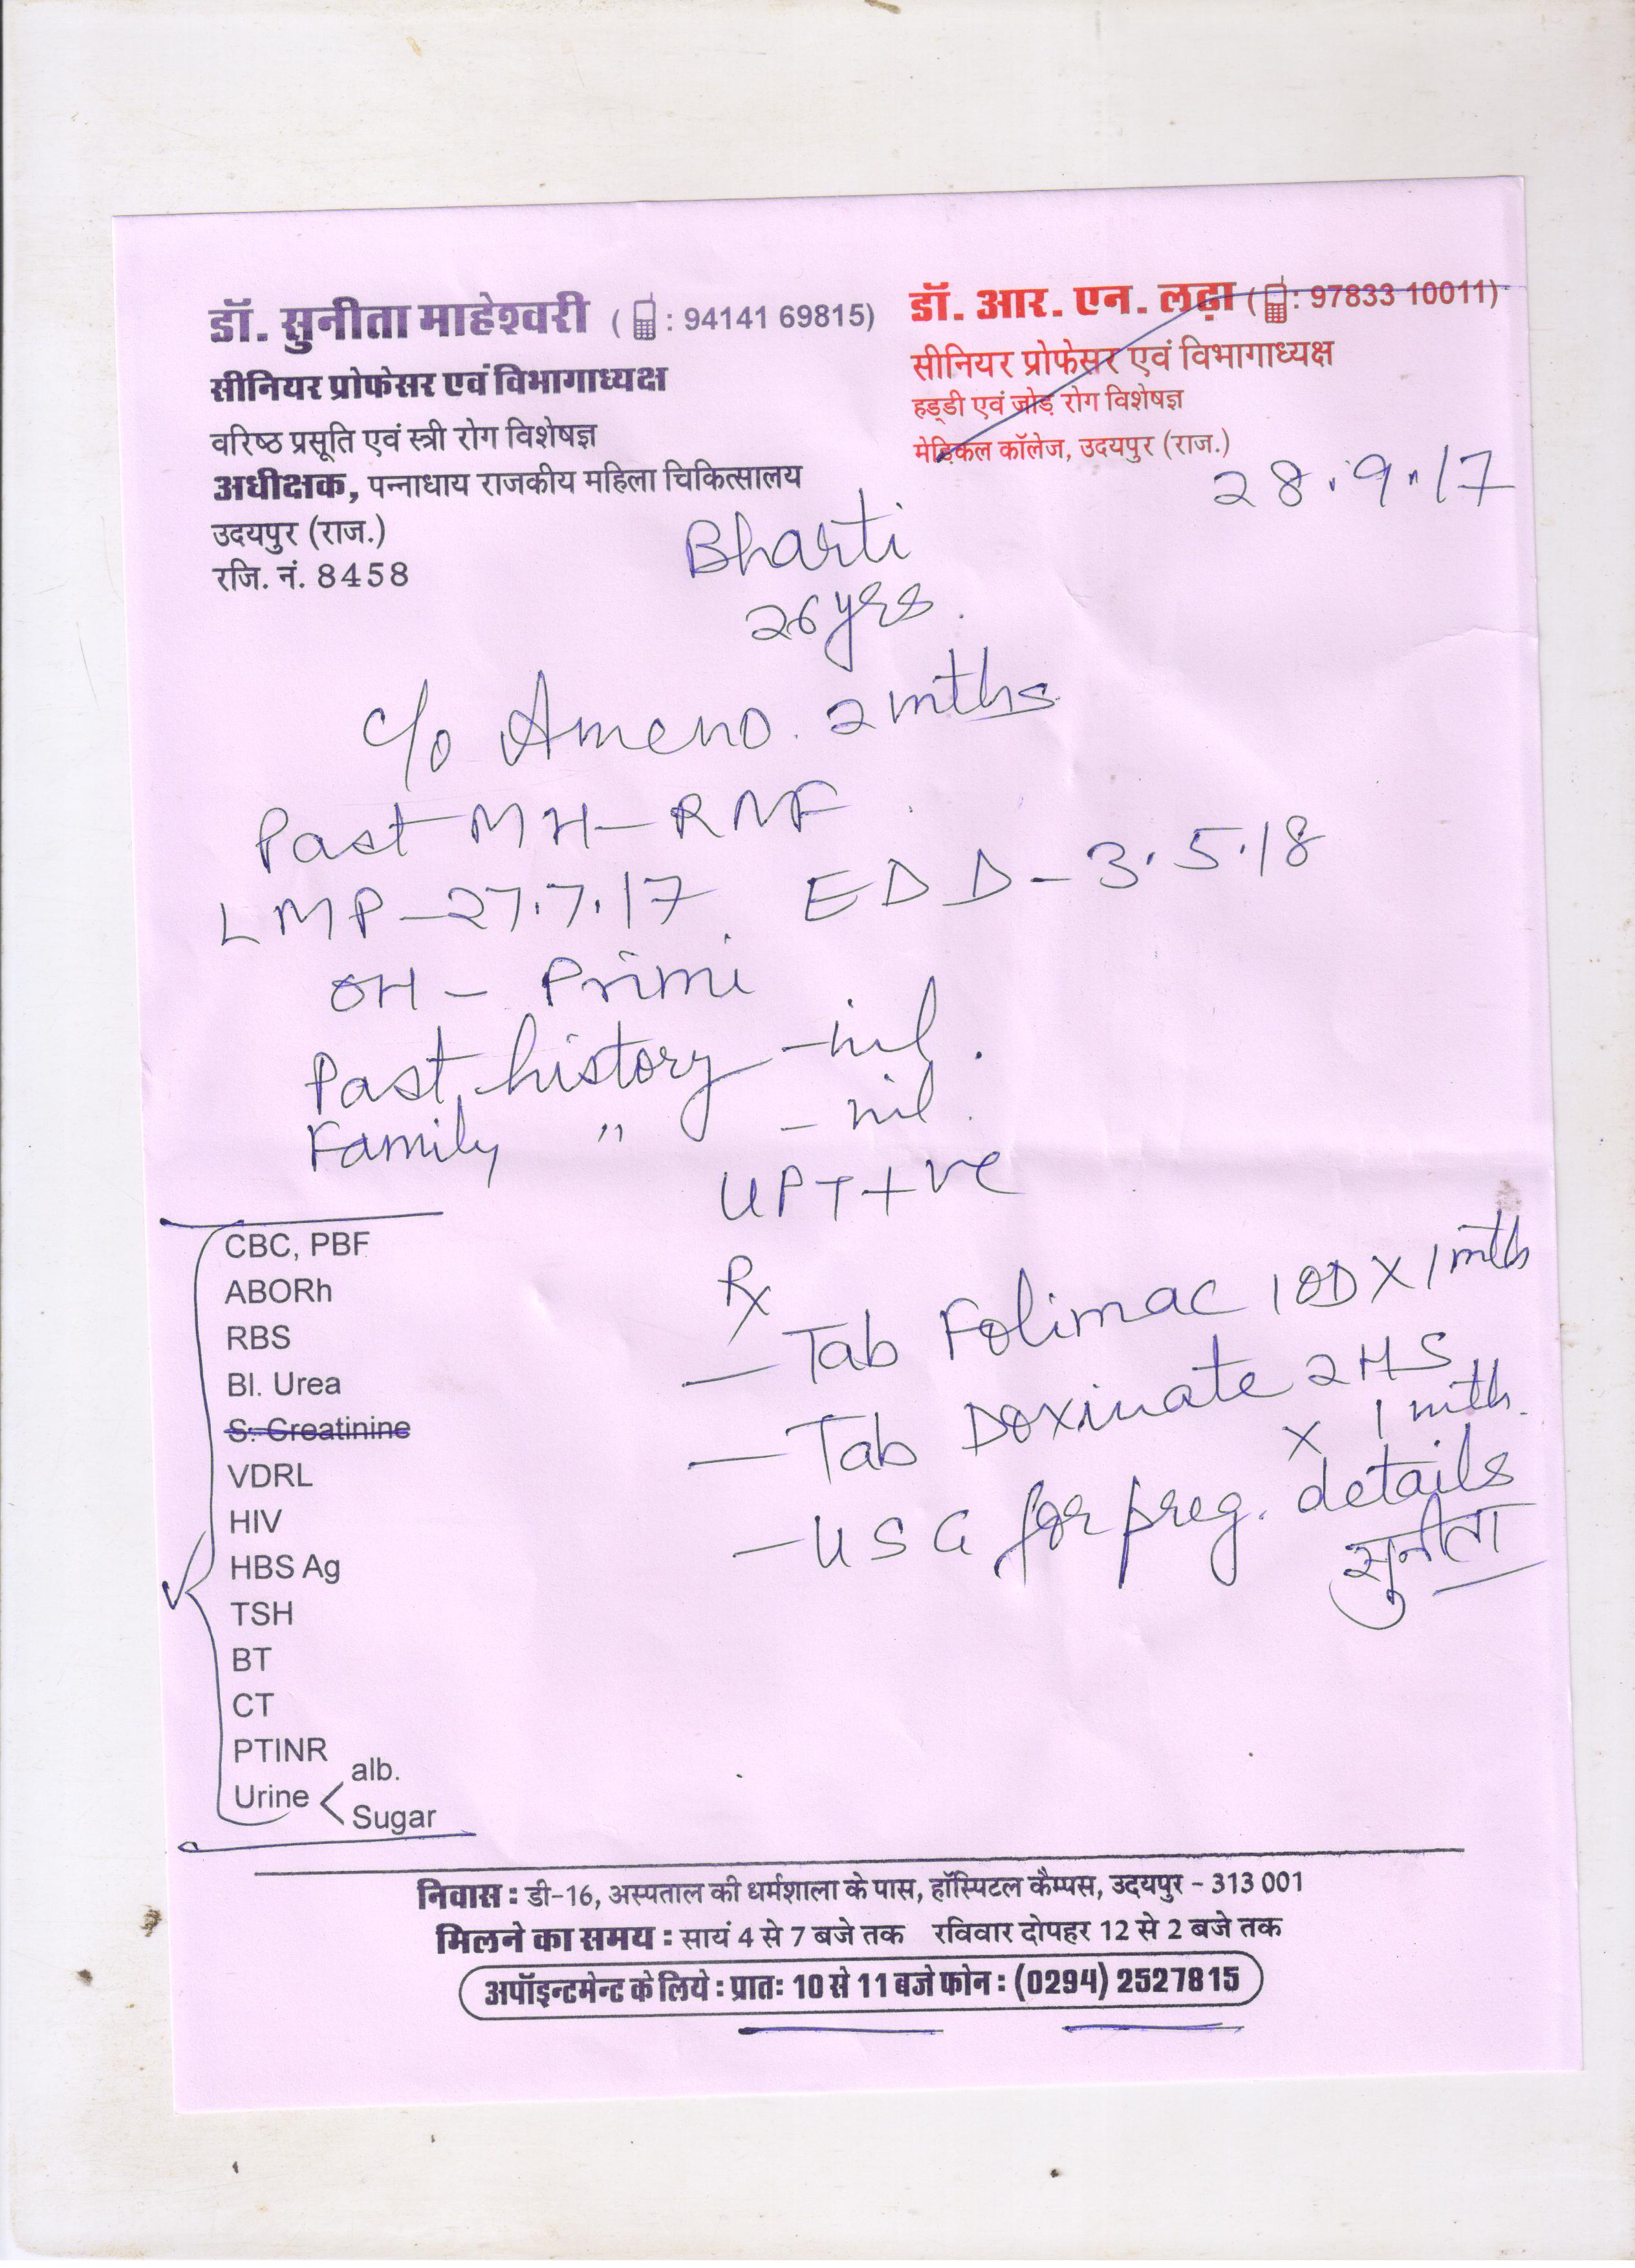 डॉ. सुनीता माहेश्वरी ( : 94141 69815)
सीनियर प्रोफेसर एवं विभागाध्यक्ष
वरिष्ठ प्रसूति एवं स्त्री रोग विशेषज्ञ
अधीक्षक, पन्नाधाय राजकीय महिला चिकित्सालय
उदयपुर (राज.)
रजि. नं. 8458
डॉ. आर. एन. लढ़ा ( : 97833 10011)
सीनियर प्रोफेसर एवं विभागाध्यक्ष
हड्डी एवं जोड़ रोग विशेषज्ञ
मेडिकल कॉलेज, उदयपुर (राज.)
28.9.17
Bharti
26 yrs.
c/o Ameno. 2 mths
Past MH - RNF
LMP - 27.7.17 EDD - 3.5.18
OH - Primi
Past history - nil.
Family " - nil.
UPT +ve
Rx
- Tab Folimac 1 OD X 1 mth
- Tab Doxinate 2 HS
X 1 mth.
- USG for preg. details
सुनीता
CBC, PBF
ABORh
RBS
Bl. Urea
S. Creatinine
VDRL
HIV
HBS Ag
TSH
BT
CT
PTINR
Urine < alb.
Sugar
निवास : डी-16, अस्पताल की धर्मशाला के पास, हॉस्पिटल कैम्पस, उदयपुर - 313 001
मिलने का समय : सायं 4 से 7 बजे तक रविवार दोपहर 12 से 2 बजे तक
अपॉइन्टमेन्ट के लिये : प्रातः 10 से 11 बजे फोन : (0294) 2527815